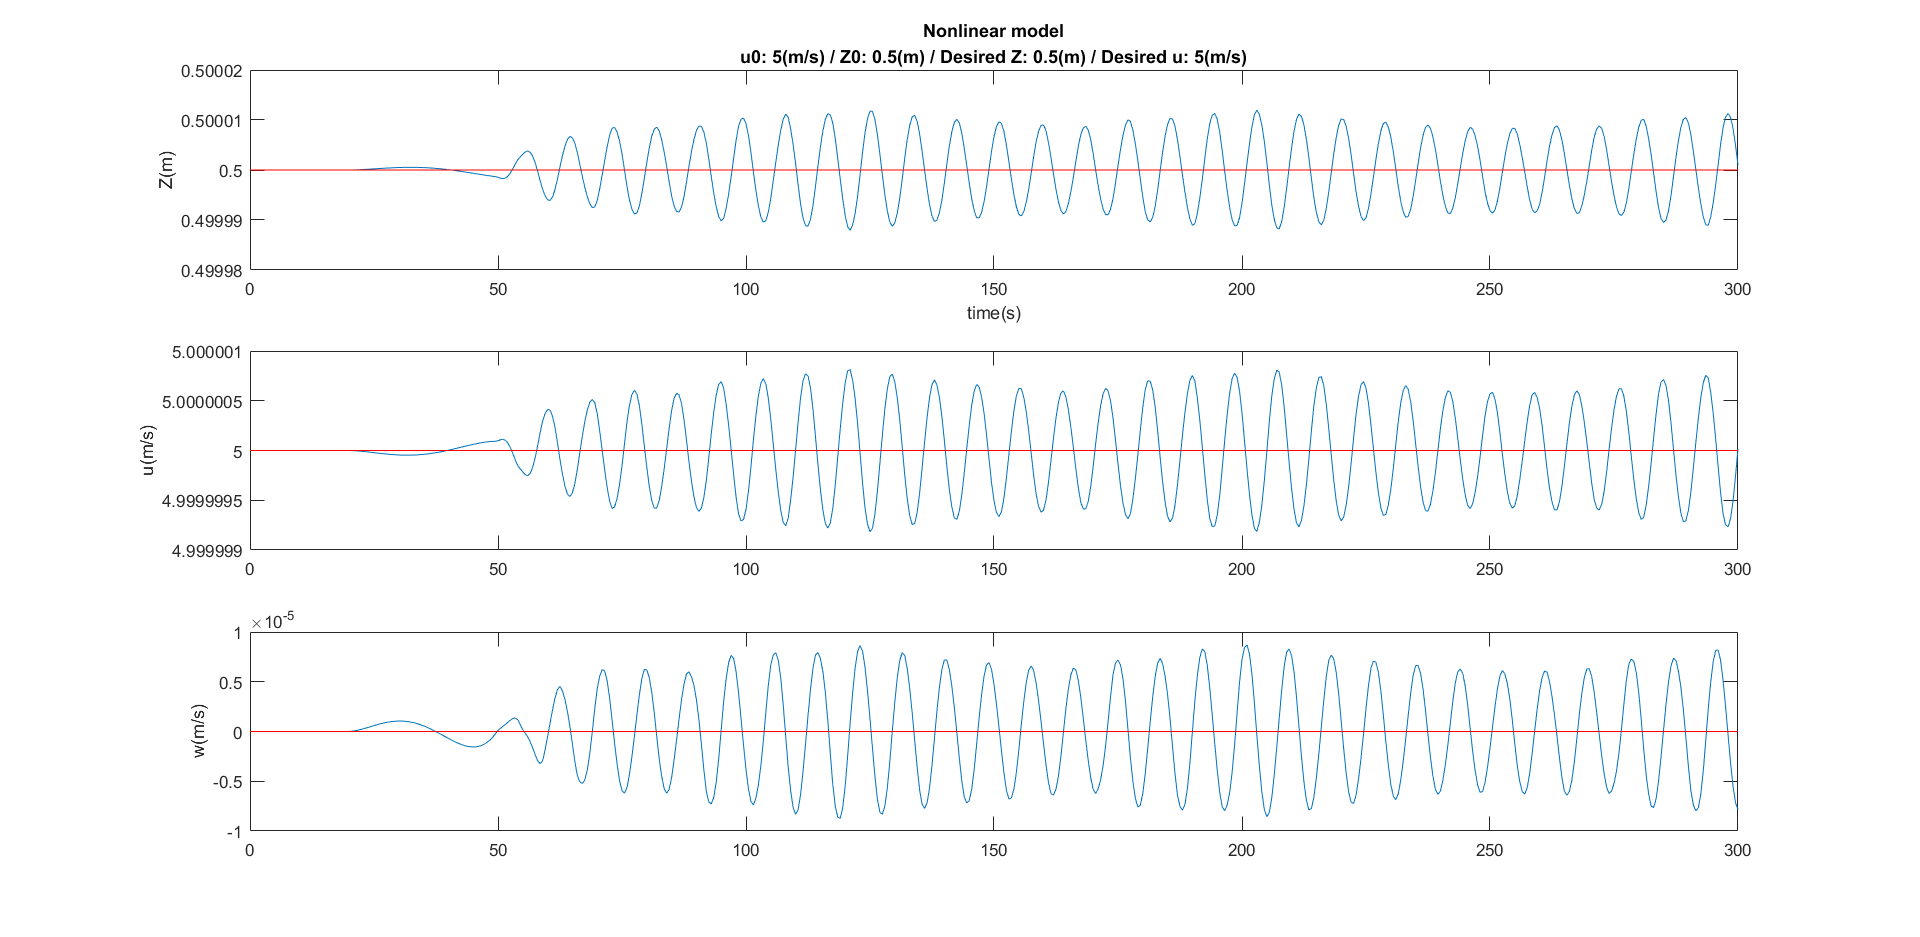 Nonlinear model
u0: 5(m/s) / Z0: 0.5(m) / Desired Z: 0.5(m) / Desired u: 5(m/s)
0.50002
0.50001
0.5
0.49999
0.49998
Z(m)
0 50 100 150 200 250 300
time(s)
5.000001
5.0000005
5
4.9999995
4.999999
u(m/s)
0 50 100 150 200 250 300
×10-5
1
0.5
0
-0.5
-1
w(m/s)
0 50 100 150 200 250 300